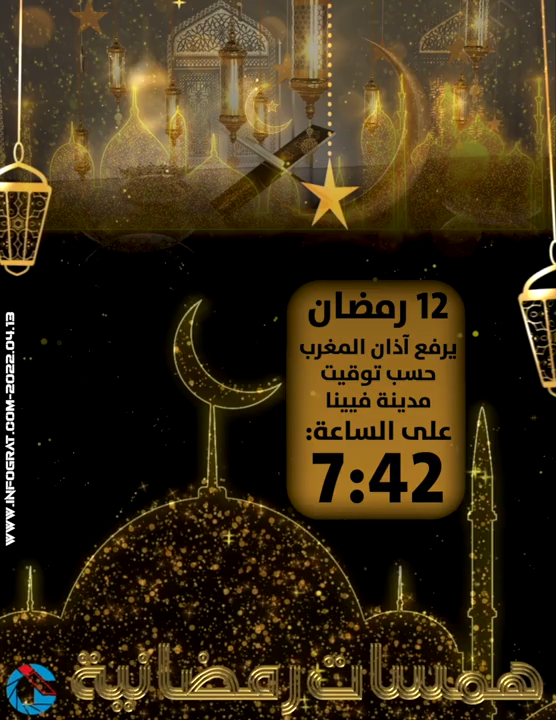 12 رمضان
يرفع آذان المغرب
حسب توقيت
مدينة فيينا
على الساعة:
7:42
WWW.INFOGRAT.COM-2022.04.13
همسات رمضانية